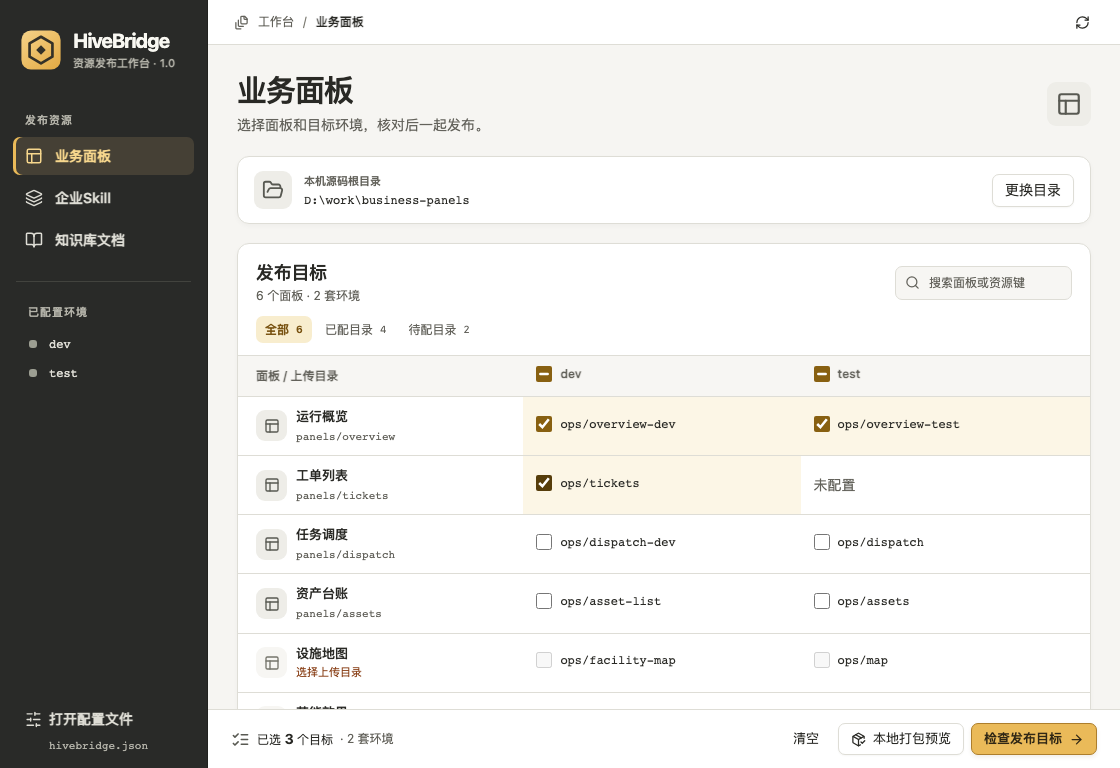 HiveBridge
资源发布工作台 · 1.0
发布资源
业务面板
企业Skill
知识库文档
已配置环境
dev
test
打开配置文件
hivebridge.json
工作台 / 业务面板
业务面板
选择面板和目标环境，核对后一起发布。
本机源码根目录
D:\work\business-panels
更换目录
发布目标
6 个面板 · 2 套环境
搜索面板或资源键
全部 6 已配目录 4 待配目录 2
面板 / 上传目录 dev test
运行概览
panels/overview
ops/overview-dev
ops/overview-test
工单列表
panels/tickets
ops/tickets
未配置
任务调度
panels/dispatch
ops/dispatch-dev
ops/dispatch
资产台账
panels/assets
ops/asset-list
ops/assets
设施地图
选择上传目录
ops/facility-map
ops/map
已选 3 个目标 · 2 套环境
清空
本地打包预览
检查发布目标